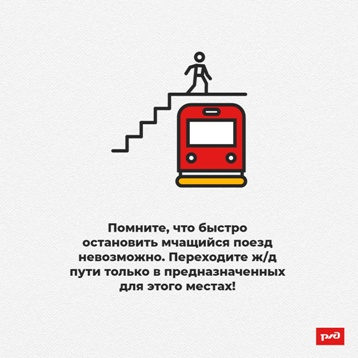 Помните, что быстро
остановить мчащийся поезд
невозможно. Переходите ж/д
пути только в предназначенных
для этого местах!
ржд